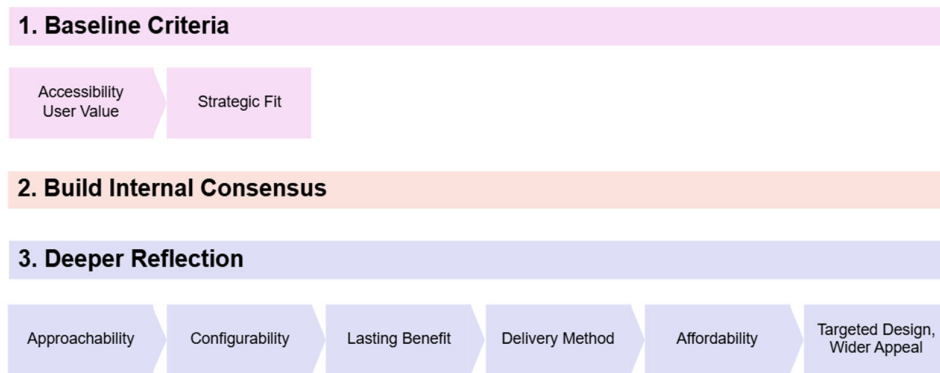 1. Baseline Criteria
Accessibility
User Value
Strategic Fit
2. Build Internal Consensus
3. Deeper Reflection
Approachability
Configurability
Lasting Benefit
Delivery Method
Affordability
Targeted Design,
Wider Appeal